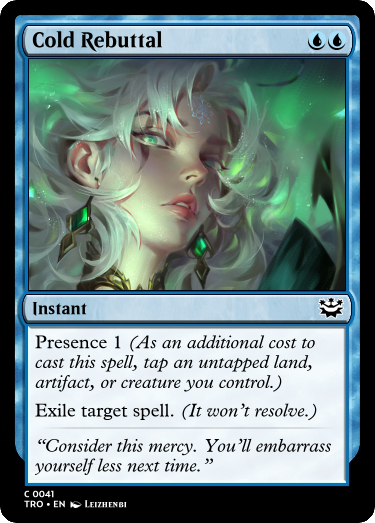 Cold Rebuttal
Instant
Presence 1 (As an additional cost to
cast this spell, tap an untapped land,
artifact, or creature you control.)
Exile target spell. (It won't resolve.)
“Consider this mercy. You'll embarrass
yourself less next time.”
C 0041
TRO • EN Leizhenbi